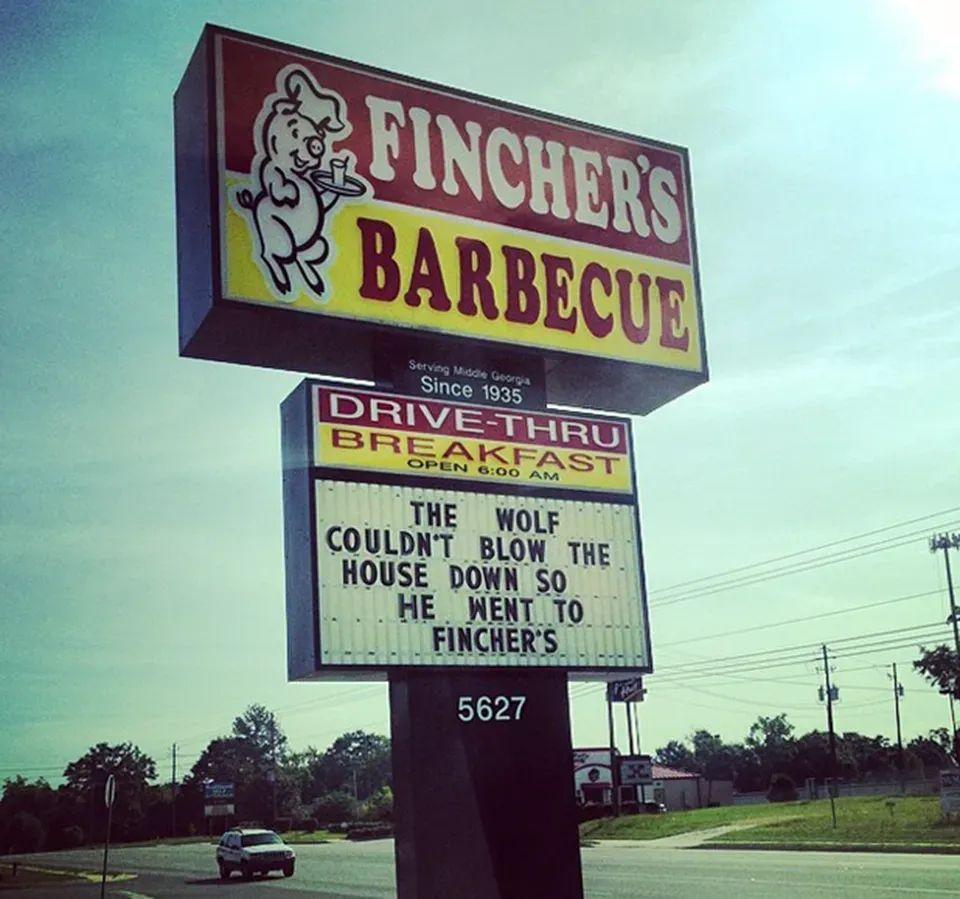 FINCHER'S
BARBECUE
Serving Middle Georgia
Since 1935
DRIVE-THRU
BREAKFAST
OPEN 6:00 AM
THE WOLF
COULDN'T BLOW THE
HOUSE DOWN SO
HE WENT TO
FINCHER'S
5627